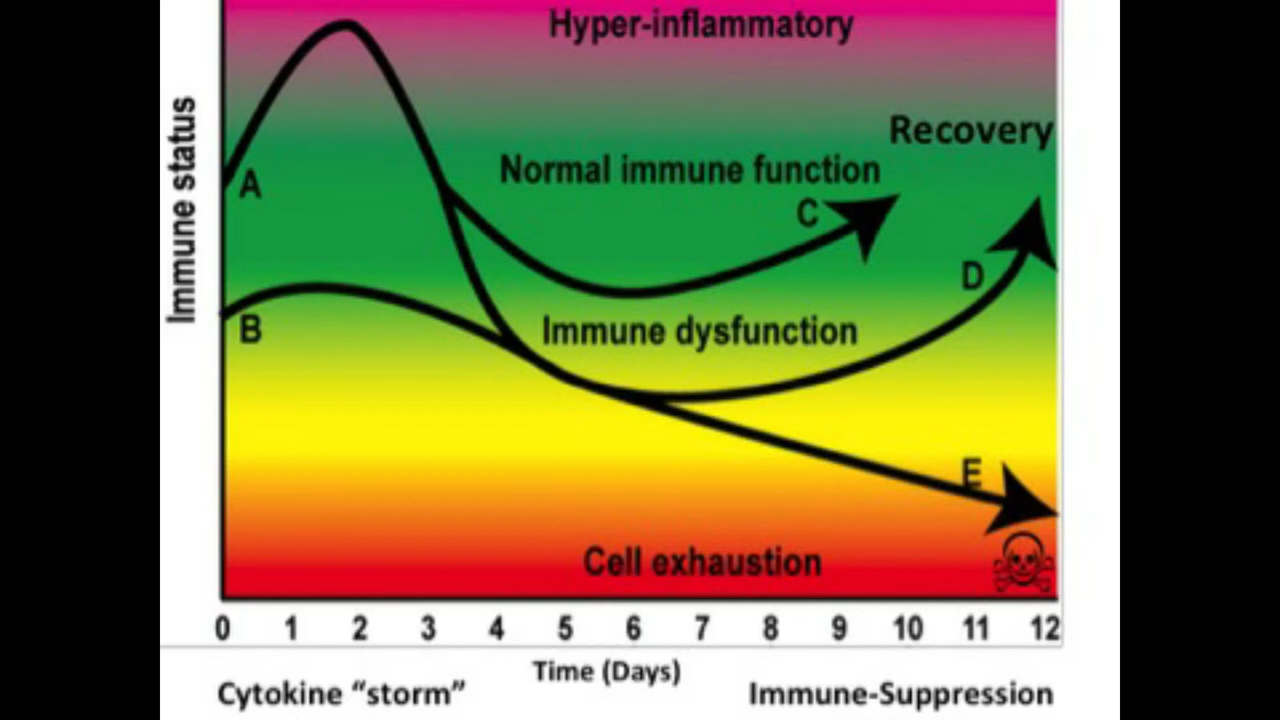 Hyper-inflammatory
Recovery
Normal immune function
Immune status
A
C
D
B
Immune dysfunction
E
Cell exhaustion
0 1 2 3 4 5 6 7 8 9 10 11 12
Time (Days)
Cytokine “storm” Immune-Suppression